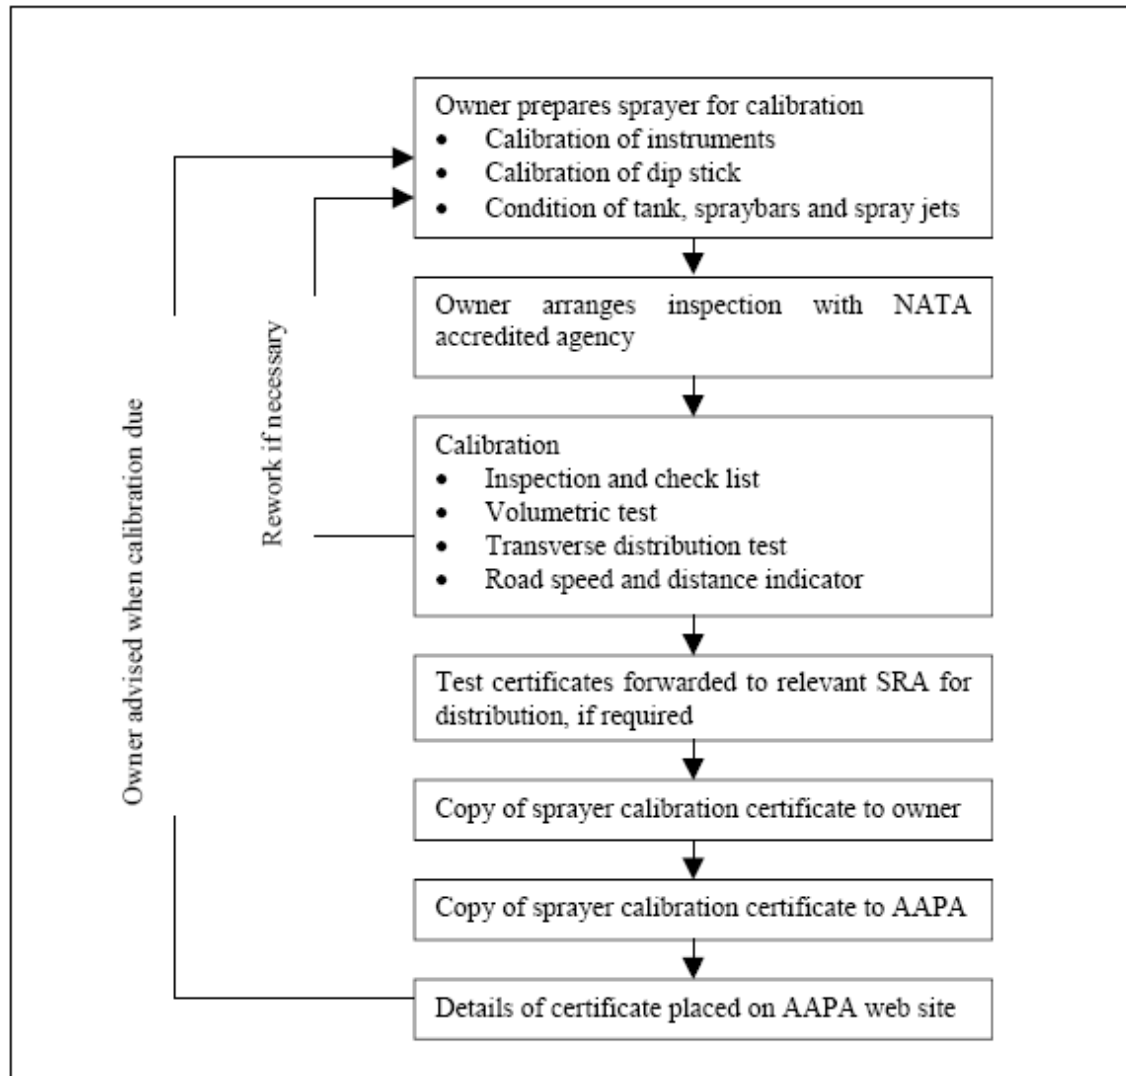 Owner prepares sprayer for calibration
• Calibration of instruments
• Calibration of dip stick
• Condition of tank, spraybars and spray jets
Owner arranges inspection with NATA
accredited agency
Calibration
• Inspection and check list
• Volumetric test
• Transverse distribution test
• Road speed and distance indicator
Test certificates forwarded to relevant SRA for
distribution, if required
Copy of sprayer calibration certificate to owner
Copy of sprayer calibration certificate to AAPA
Details of certificate placed on AAPA web site
Rework if necessary
Owner advised when calibration due